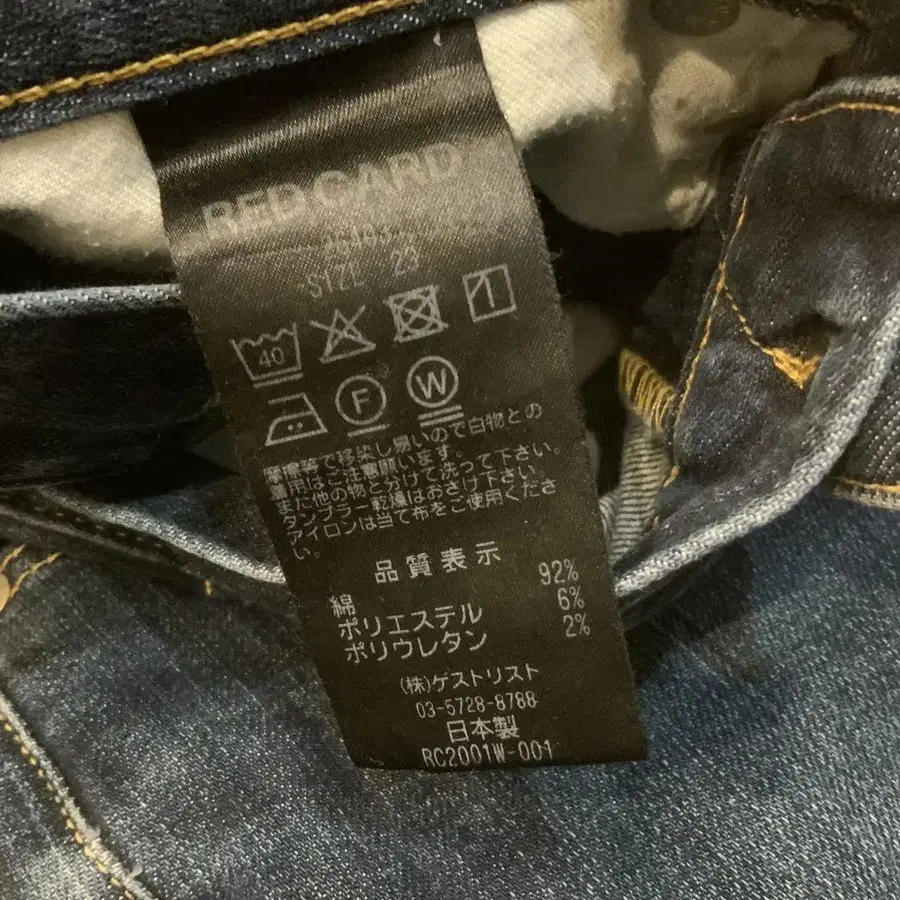 RED CARD
SIZE 23
40
F W
摩擦等で移染し易いので白物との
着用はご注意願います。
また他の物と分けて洗って下さい。
タンブラー乾燥はおさけ下さい。
アイロンは当て布をご使用くださ
い。
品質表示
綿 92%
ポリエステル 6%
ポリウレタン 2%
(株)ゲストリスト
03-5728-8788
日本製
RC2001W-001